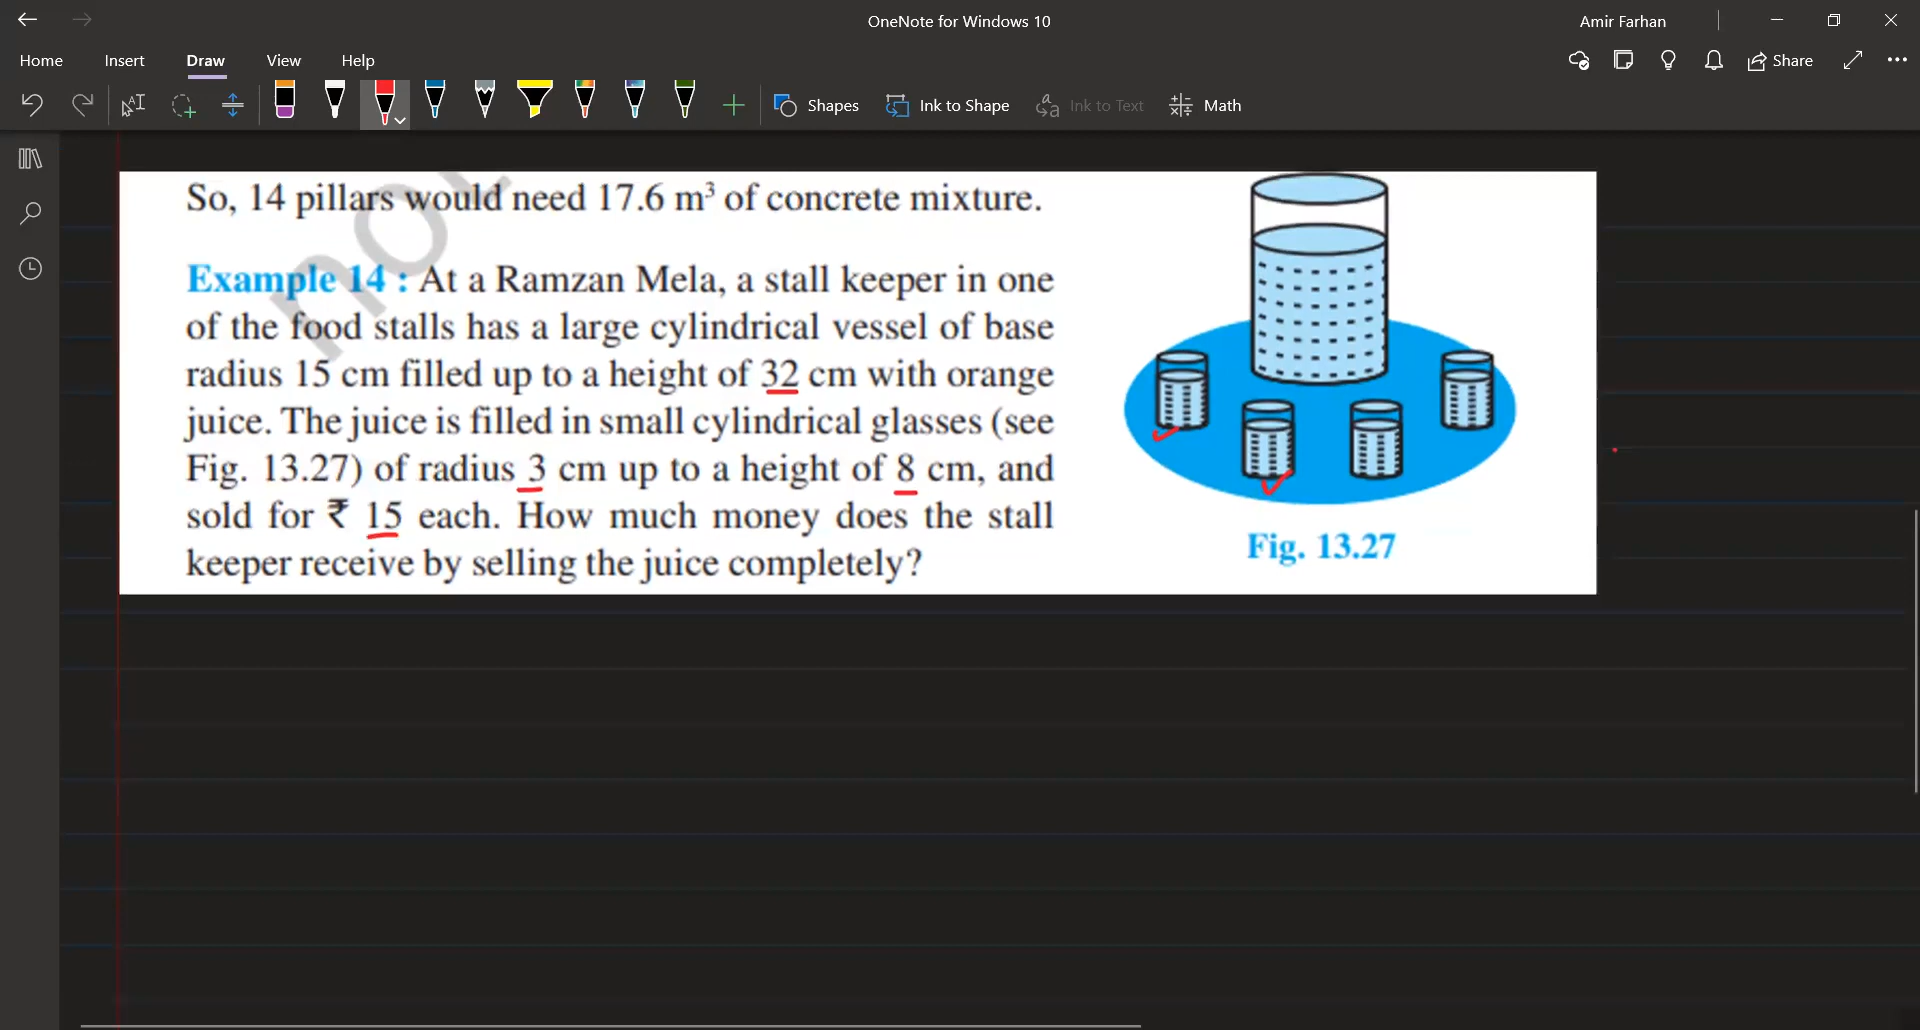 OneNote for Windows 10
Amir Farhan
Home Insert Draw View Help
Share
Shapes Ink to Shape Ink to Text Math
So, 14 pillars would need 17.6 m³ of concrete mixture.
Example 14 : At a Ramzan Mela, a stall keeper in one
of the food stalls has a large cylindrical vessel of base
radius 15 cm filled up to a height of 32 cm with orange
juice. The juice is filled in small cylindrical glasses (see
Fig. 13.27) of radius 3 cm up to a height of 8 cm, and
sold for ₹ 15 each. How much money does the stall
keeper receive by selling the juice completely?
Fig. 13.27
not